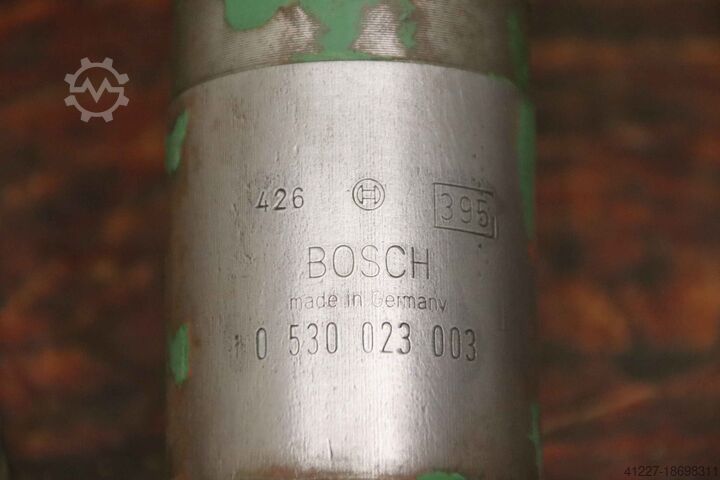 426 395
BOSCH
made in Germany
0 530 023 003
41227-18698311